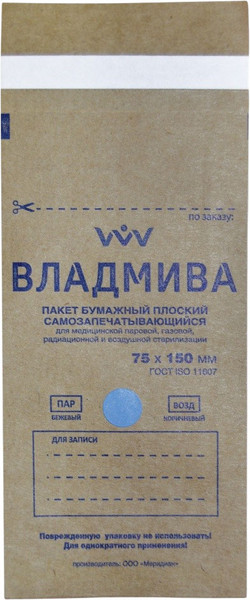 по заказу:
ВЛАДМИВА
ПАКЕТ БУМАЖНЫЙ ПЛОСКИЙ
САМОЗАПЕЧАТЫВАЮЩИЙСЯ
для медицинской паровой, газовой,
радиационной и воздушной стерилизации
75 х 150 мм
ГОСТ ISO 11607
ПАР ВОЗД
БЕЖЕВЫЙ КОРИЧНЕВЫЙ
ДЛЯ ЗАПИСИ
Поврежденную упаковку не использовать!
Для однократного применения!
производитель: ООО «Меридиан»